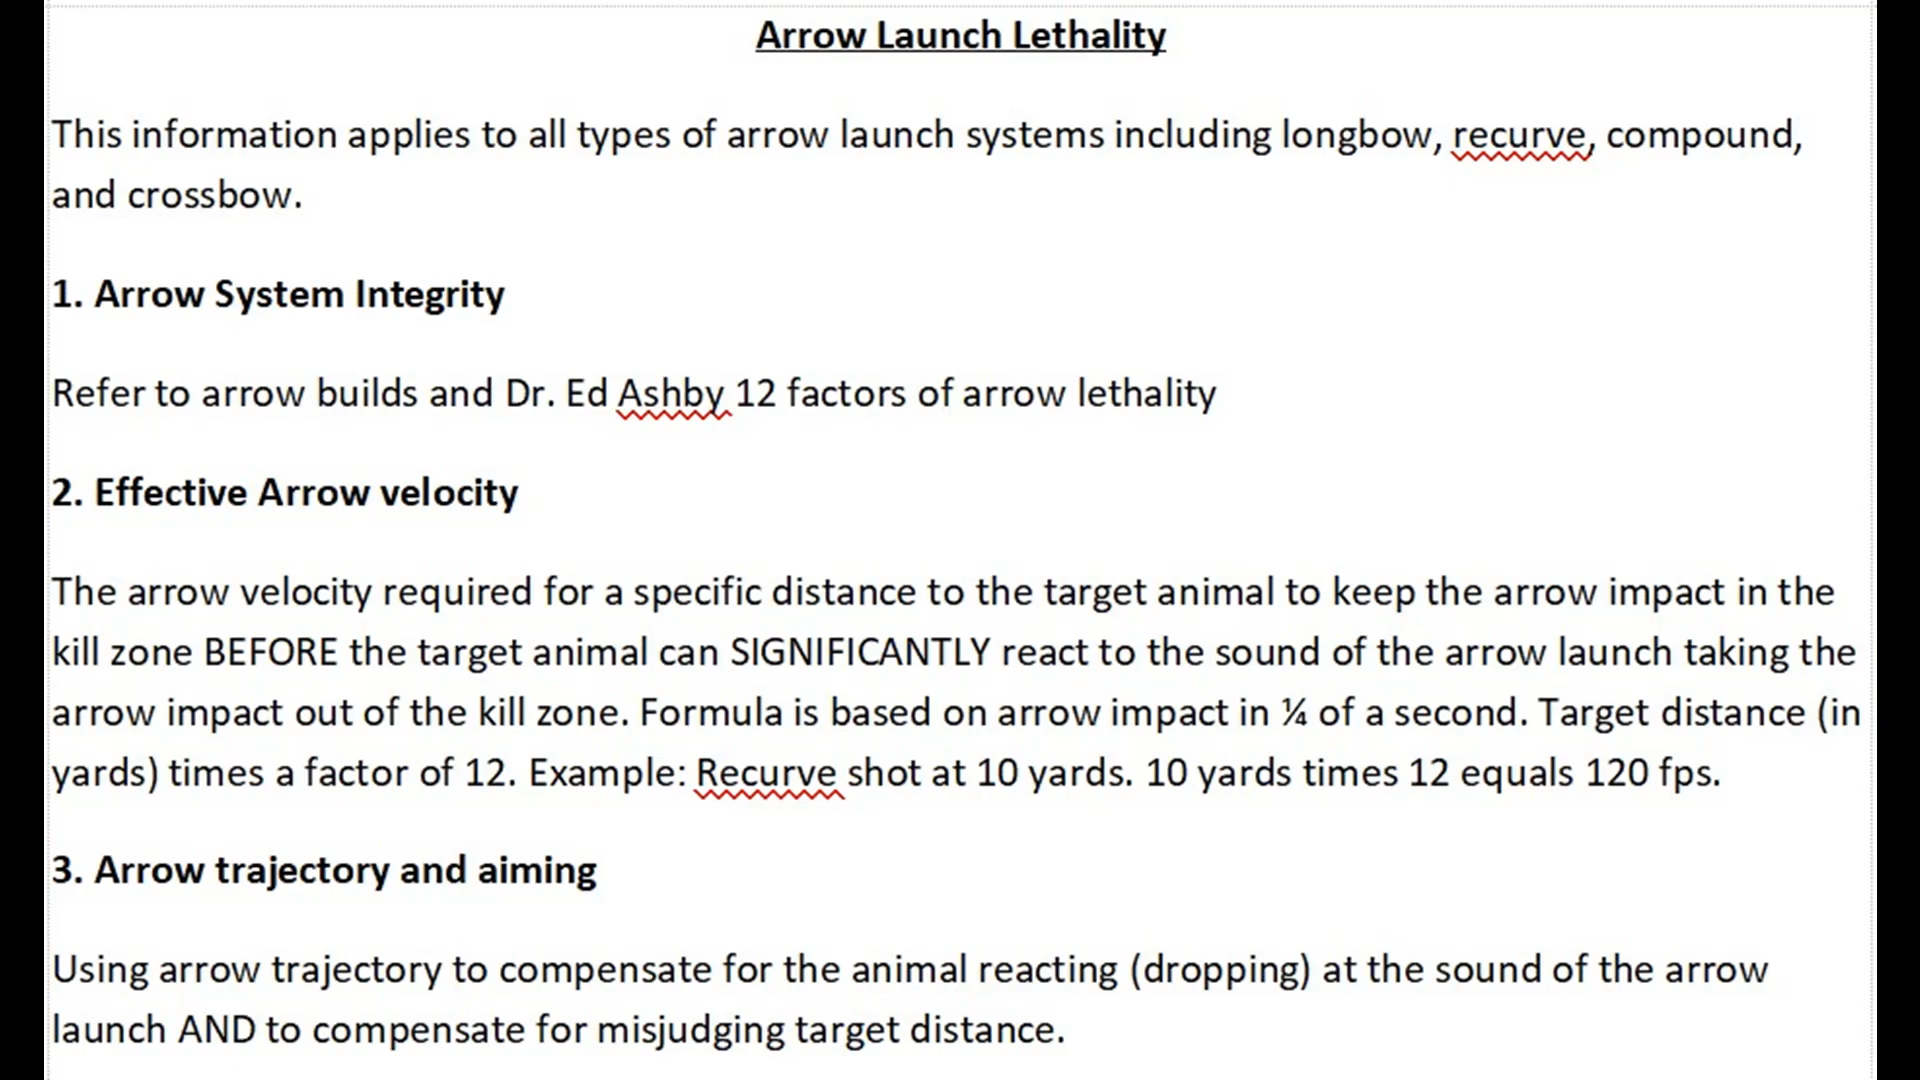 Arrow Launch Lethality
This information applies to all types of arrow launch systems including longbow, recurve, compound,
and crossbow.
1. Arrow System Integrity
Refer to arrow builds and Dr. Ed Ashby 12 factors of arrow lethality
2. Effective Arrow velocity
The arrow velocity required for a specific distance to the target animal to keep the arrow impact in the
kill zone BEFORE the target animal can SIGNIFICANTLY react to the sound of the arrow launch taking the
arrow impact out of the kill zone. Formula is based on arrow impact in ¼ of a second. Target distance (in
yards) times a factor of 12. Example: Recurve shot at 10 yards. 10 yards times 12 equals 120 fps.
3. Arrow trajectory and aiming
Using arrow trajectory to compensate for the animal reacting (dropping) at the sound of the arrow
launch AND to compensate for misjudging target distance.